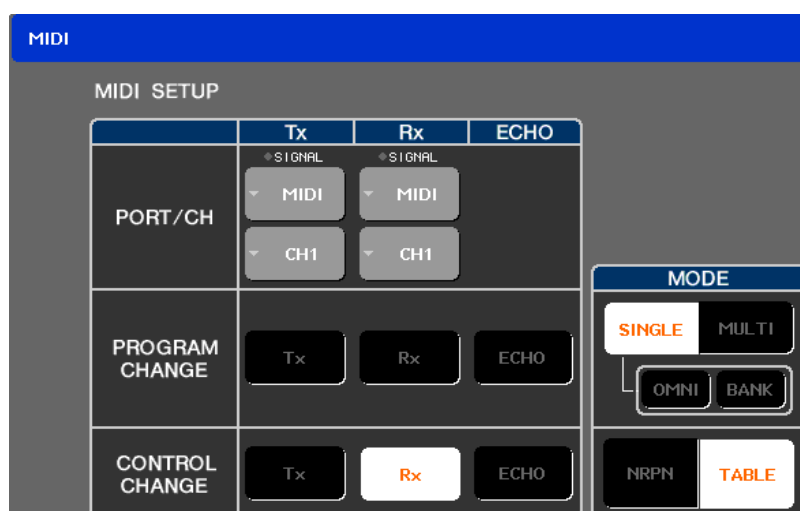 MIDI
MIDI SETUP
Tx Rx ECHO
SIGNAL SIGNAL
PORT/CH
MIDI MIDI
CH1 CH1
MODE
PROGRAM
CHANGE
Tx Rx ECHO
SINGLE MULTI
OMNI BANK
CONTROL
CHANGE
Tx Rx ECHO
NRPN TABLE